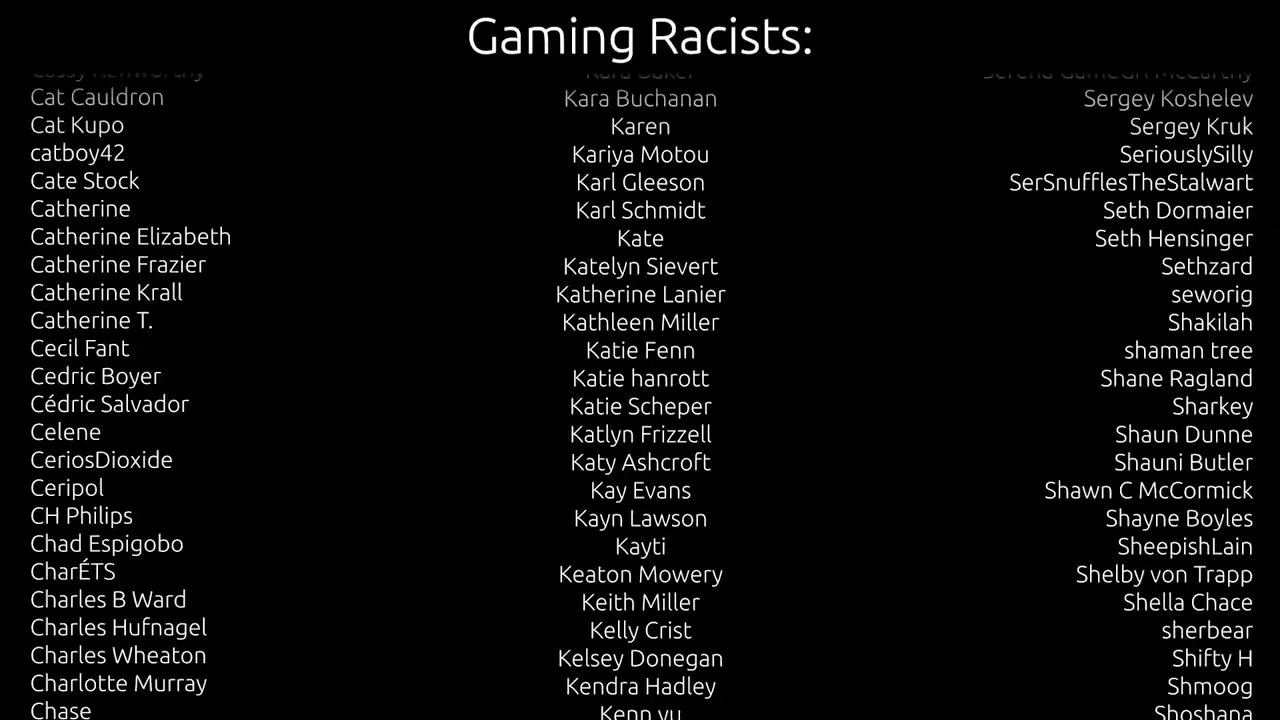 Gaming Racists:
Cat Cauldron
Cat Kupo
catboy42
Cate Stock
Catherine
Catherine Elizabeth
Catherine Frazier
Catherine Krall
Catherine T.
Cecil Fant
Cedric Boyer
Cédric Salvador
Celene
CeriosDioxide
Ceripol
CH Philips
Chad Espigobo
CharÉTS
Charles B Ward
Charles Hufnagel
Charles Wheaton
Charlotte Murray
Chase
Kara Buchanan
Karen
Kariya Motou
Karl Gleeson
Karl Schmidt
Kate
Katelyn Sievert
Katherine Lanier
Kathleen Miller
Katie Fenn
Katie hanrott
Katie Scheper
Katlyn Frizzell
Katy Ashcroft
Kay Evans
Kayn Lawson
Kayti
Keaton Mowery
Keith Miller
Kelly Crist
Kelsey Donegan
Kendra Hadley
Kenn
Sergey Koshelev
Sergey Kruk
SeriouslySilly
SerSnufflesTheStalwart
Seth Dormaier
Seth Hensinger
Sethzard
seworig
Shakilah
shaman tree
Shane Ragland
Sharkey
Shaun Dunne
Shauni Butler
Shawn C McCormick
Shayne Boyles
SheepishLain
Shelby von Trapp
Shella Chace
sherbear
Shifty H
Shmoog
Shoshana